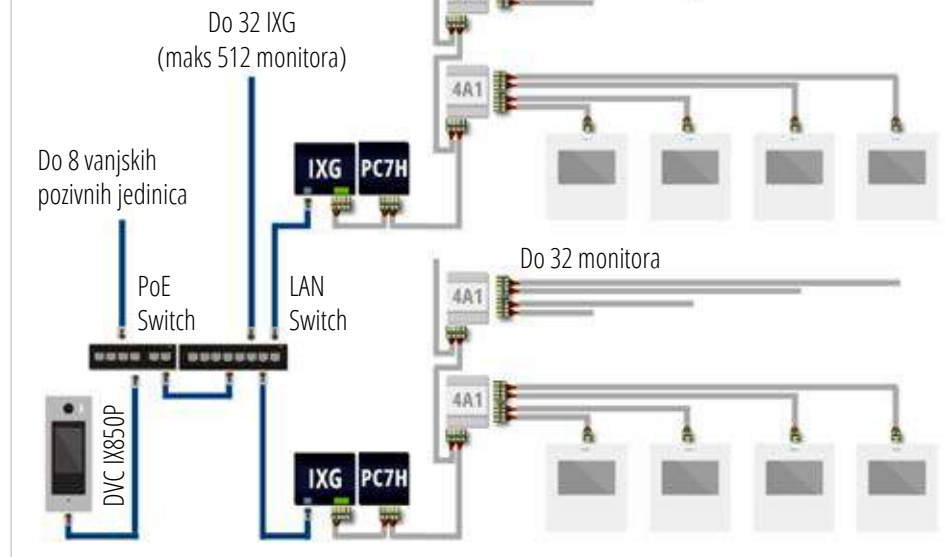 Do 32 IXG
(maks 512 monitora)
4A1
Do 8 vanjskih
pozivnih jedinica
IXG
PC7H
Do 32 monitora
PoE
Switch
LAN
Switch
4A1
4A1
DVC IX850P
IXG
PC7H